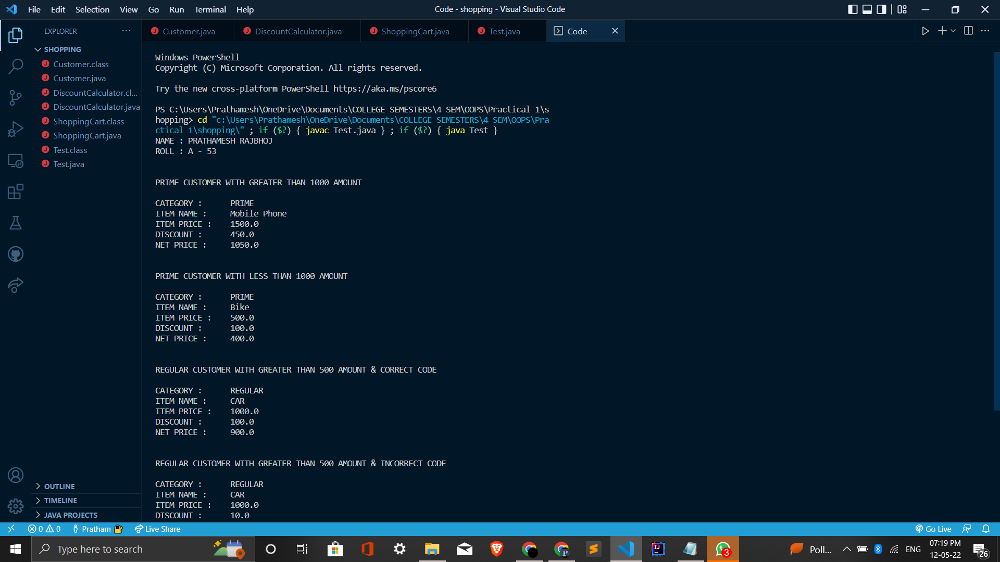 File Edit Selection View Go Run Terminal Help
Code - shopping - Visual Studio Code
EXPLORER
Customer.java
DiscountCalculator.java
ShoppingCart.java
Test.java
Code
SHOPPING
Customer.class
Customer.java
DiscountCalculator.cl...
DiscountCalculator.java
ShoppingCart.class
ShoppingCart.java
Test.class
Test.java
Windows PowerShell
Copyright (C) Microsoft Corporation. All rights reserved.
Try the new cross-platform PowerShell https://aka.ms/pscore6
PS C:\Users\Prathamesh\OneDrive\Documents\COLLEGE SEMESTERS\4 SEM\OOPS\Practical 1\s
hopping> cd "c:\Users\Prathamesh\OneDrive\Documents\COLLEGE SEMESTERS\4 SEM\OOPS\Pra
ctical 1\shopping\" ; if ($?) { javac Test.java } ; if ($?) { java Test }
NAME : PRATHAMESH RAJBHOJ
ROLL : A - 53
PRIME CUSTOMER WITH GREATER THAN 1000 AMOUNT
CATEGORY : PRIME
ITEM NAME : Mobile Phone
ITEM PRICE : 1500.0
DISCOUNT : 450.0
NET PRICE : 1050.0
PRIME CUSTOMER WITH LESS THAN 1000 AMOUNT
CATEGORY : PRIME
ITEM NAME : Bike
ITEM PRICE : 500.0
DISCOUNT : 100.0
NET PRICE : 400.0
REGULAR CUSTOMER WITH GREATER THAN 500 AMOUNT & CORRECT CODE
CATEGORY : REGULAR
ITEM NAME : CAR
ITEM PRICE : 1000.0
DISCOUNT : 100.0
NET PRICE : 900.0
REGULAR CUSTOMER WITH GREATER THAN 500 AMOUNT & INCORRECT CODE
CATEGORY : REGULAR
ITEM NAME : CAR
ITEM PRICE : 1000.0
DISCOUNT : 10.0
OUTLINE
TIMELINE
JAVA PROJECTS
0 0 Pratham Live Share
Go Live
Type here to search
3
Poll...
ENG
07:19 PM
12-05-22
26